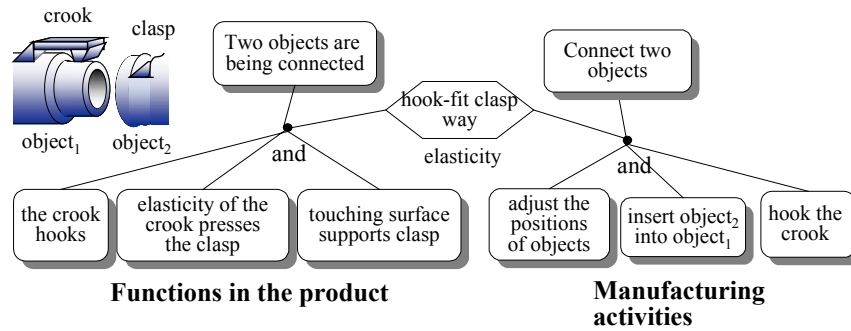 crook
clasp
object₁
object₂
Two objects are
being connected
hook-fit clasp
way
elasticity
Connect two
objects
and
and
the crook
hooks
elasticity of the
crook presses
the clasp
touching surface
supports clasp
adjust the
positions
of objects
insert object₂
into object₁
hook the
crook
Functions in the product
Manufacturing
activities